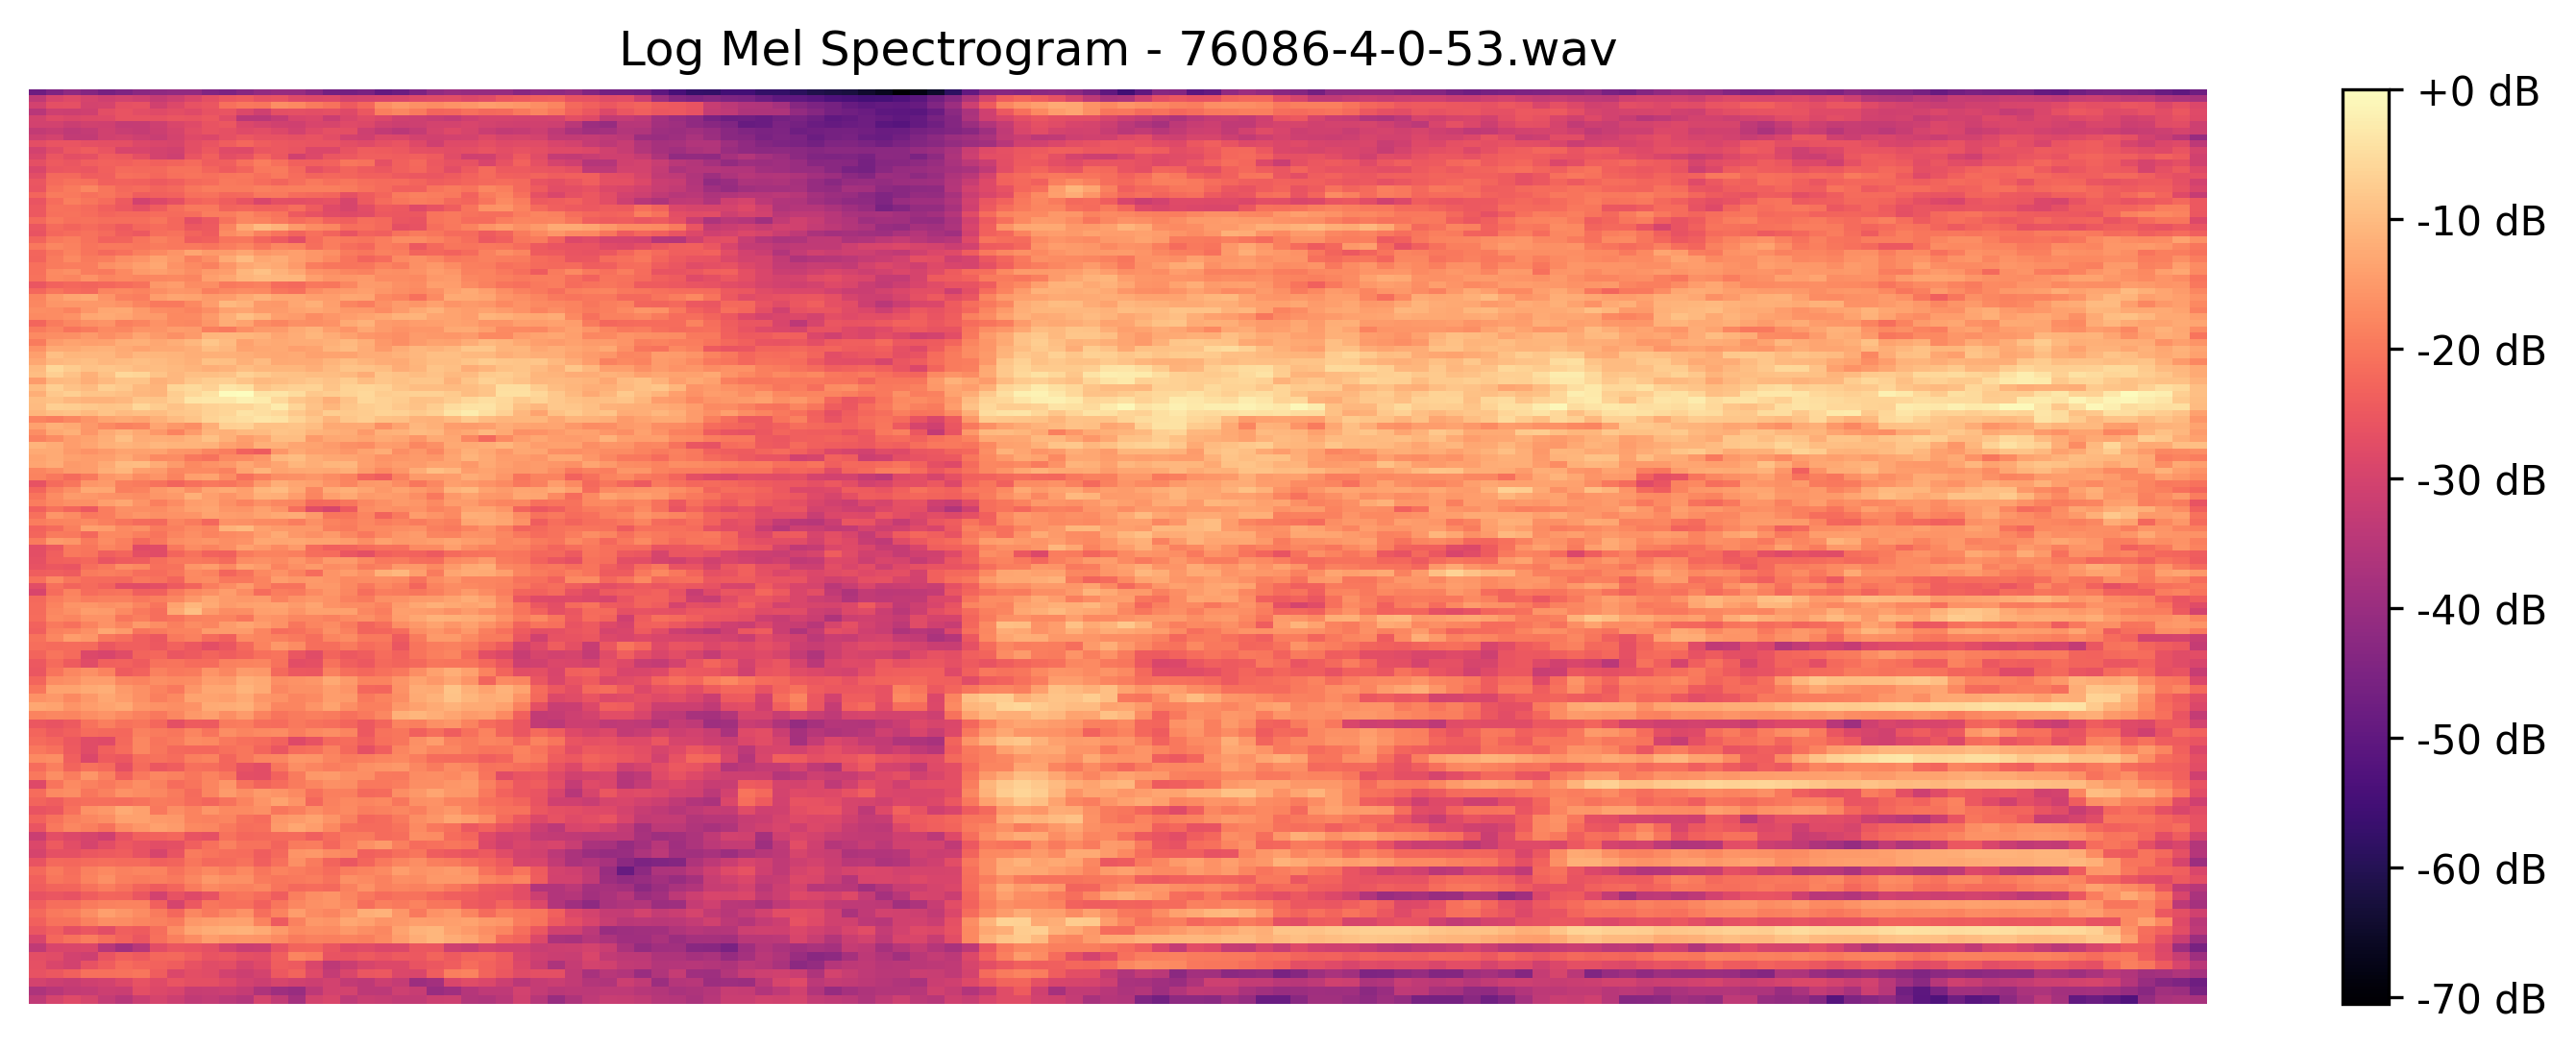 Log Mel Spectrogram - 76086-4-0-53.wav
+0 dB
-10 dB
-20 dB
-30 dB
-40 dB
-50 dB
-60 dB
-70 dB